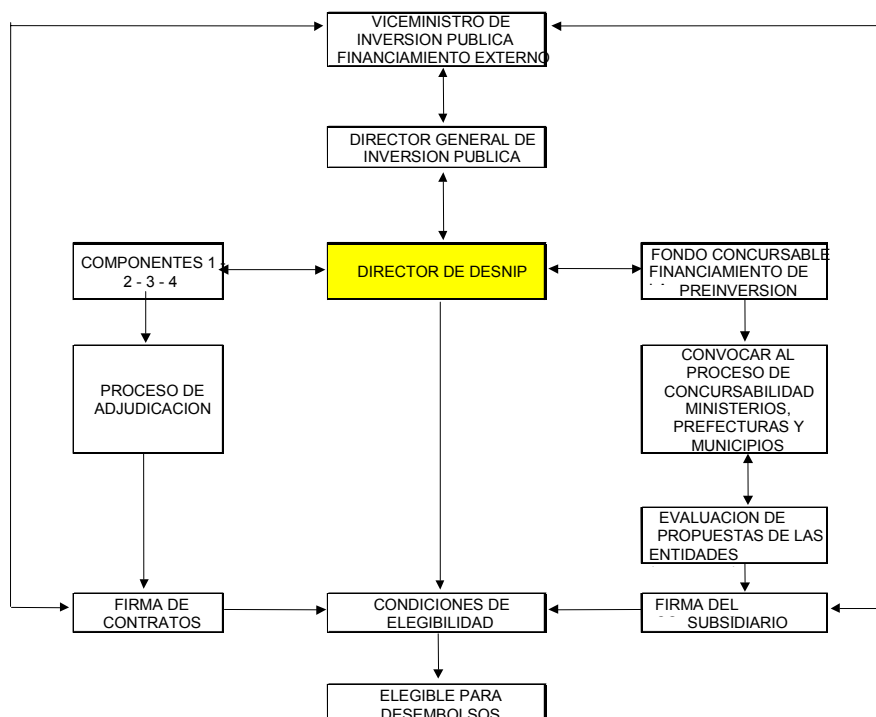 VICEMINISTRO DE
INVERSION PUBLICA
FINANCIAMIENTO EXTERNO
DIRECTOR GENERAL DE
INVERSION PUBLICA
COMPONENTES 1 -
2 - 3 - 4
DIRECTOR DE DESNIP
FONDO CONCURSABLE
FINANCIAMIENTO DE
PREINVERSION
PROCESO DE
ADJUDICACION
CONVOCAR AL
PROCESO DE
CONCURSABILIDAD
MINISTERIOS,
PREFECTURAS Y
MUNICIPIOS
EVALUACION DE
PROPUESTAS DE LAS
ENTIDADES
FIRMA DE
CONTRATOS
CONDICIONES DE
ELEGIBILIDAD
FIRMA DEL
SUBSIDIARIO
ELEGIBLE PARA
DESEMBOLSOS